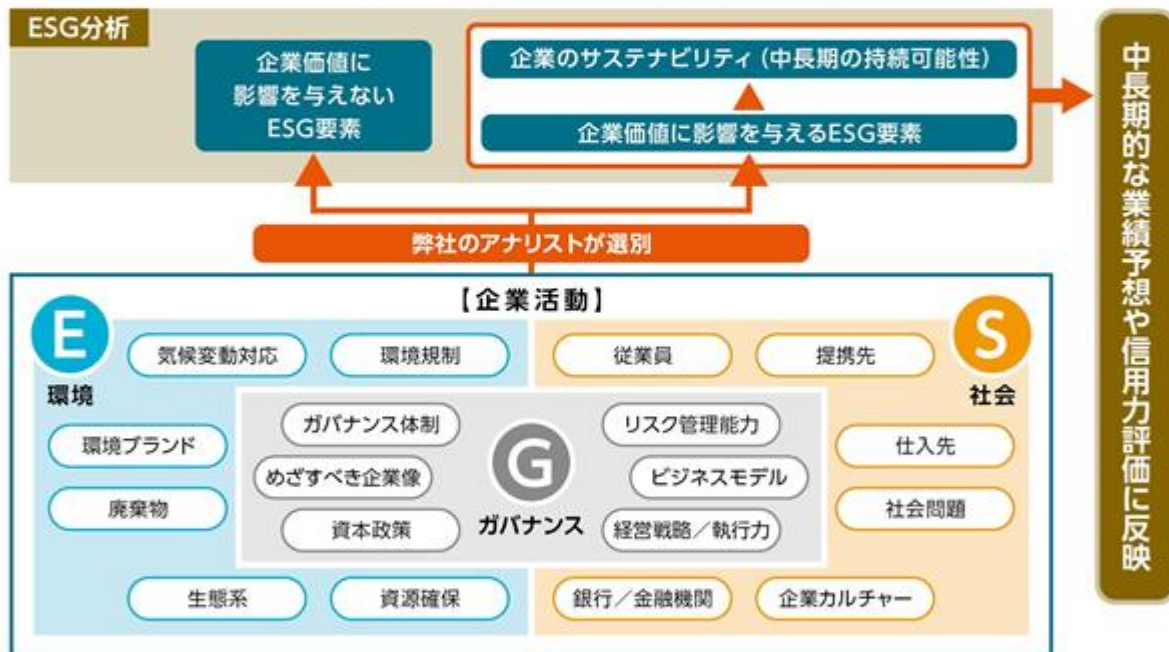 ESG分析
企業価値に
影響を与えない
ESG要素
企業のサステナビリティ（中長期の持続可能性）
企業価値に影響を与えるESG要素
中長期的な業績予想や信用力評価に反映
弊社のアナリストが選別
【企業活動】
E
環境
気候変動対応
環境規制
環境ブランド
廃棄物
生態系
資源確保
G
ガバナンス
ガバナンス体制
めざすべき企業像
資本政策
リスク管理能力
ビジネスモデル
経営戦略／執行力
S
社会
従業員
提携先
仕入先
社会問題
銀行／金融機関
企業カルチャー